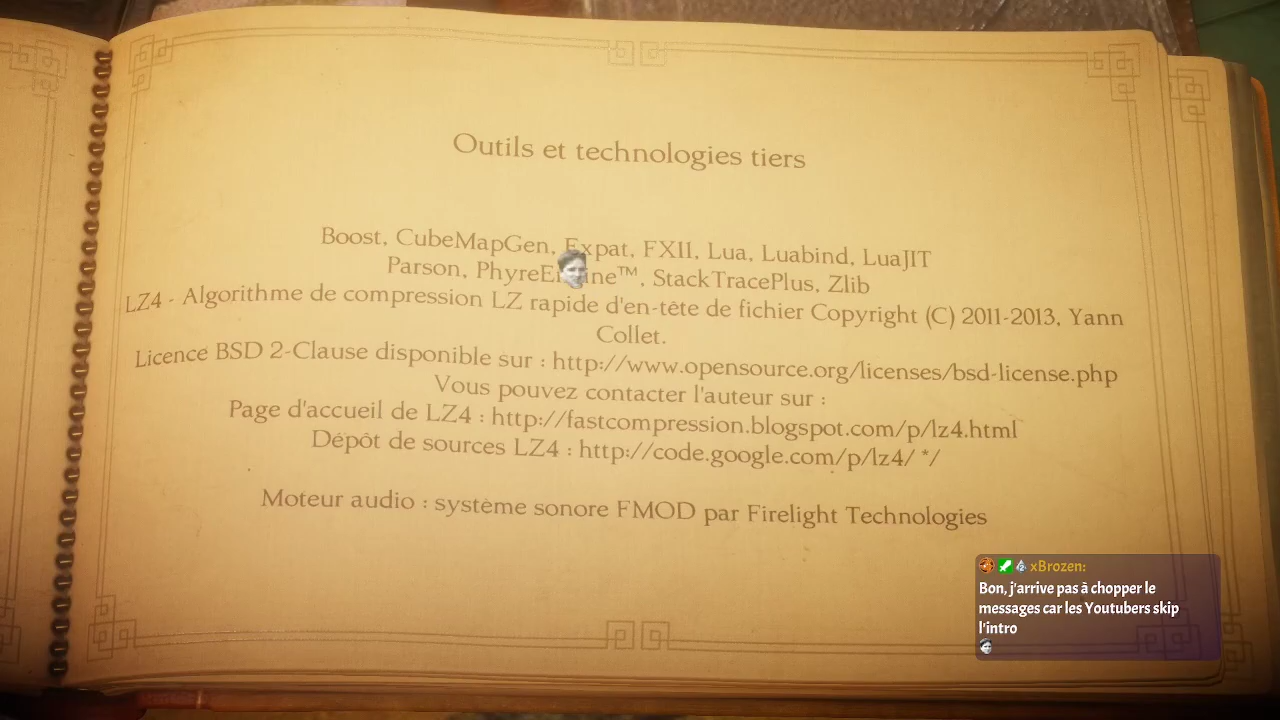 Outils et technologies tiers
Boost, CubeMapGen, Expat, FX11, Lua, Luabind, LuaJIT
Parson, PhyreEngine™, StackTracePlus, Zlib
LZ4 - Algorithme de compression LZ rapide d'en-tête de fichier Copyright (C) 2011-2013, Yann
Collet.
Licence BSD 2-Clause disponible sur : http://www.opensource.org/licenses/bsd-license.php
Vous pouvez contacter l'auteur sur :
Page d'accueil de LZ4 : http://fastcompression.blogspot.com/p/lz4.html
Dépôt de sources LZ4 : http://code.google.com/p/lz4/ */
Moteur audio : système sonore FMOD par Firelight Technologies
xBrozen:
Bon, j'arrive pas à chopper le
messages car les Youtubers skip
l'intro